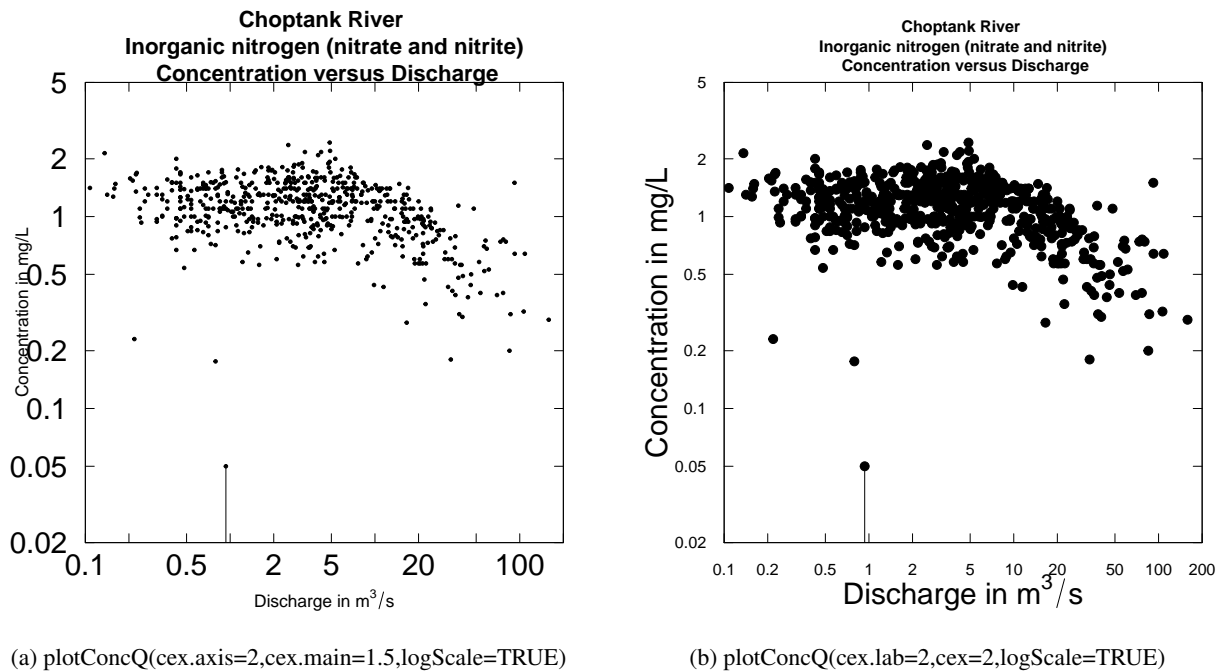 Choptank River
Inorganic nitrogen (nitrate and nitrite)
Concentration versus Discharge
5
2
1
0.5
0.2
0.1
0.05
0.02
Concentration in mg/L
0.1 0.5 2 5 20 100
Discharge in m³/s
(a) plotConcQ(cex.axis=2,cex.main=1.5,logScale=TRUE)
Choptank River
Inorganic nitrogen (nitrate and nitrite)
Concentration versus Discharge
5
2
1
0.5
0.2
0.1
0.05
0.02
Concentration in mg/L
0.1 0.2 0.5 1 2 5 10 20 50 100 200
Discharge in m³/s
(b) plotConcQ(cex.lab=2,cex=2,logScale=TRUE)